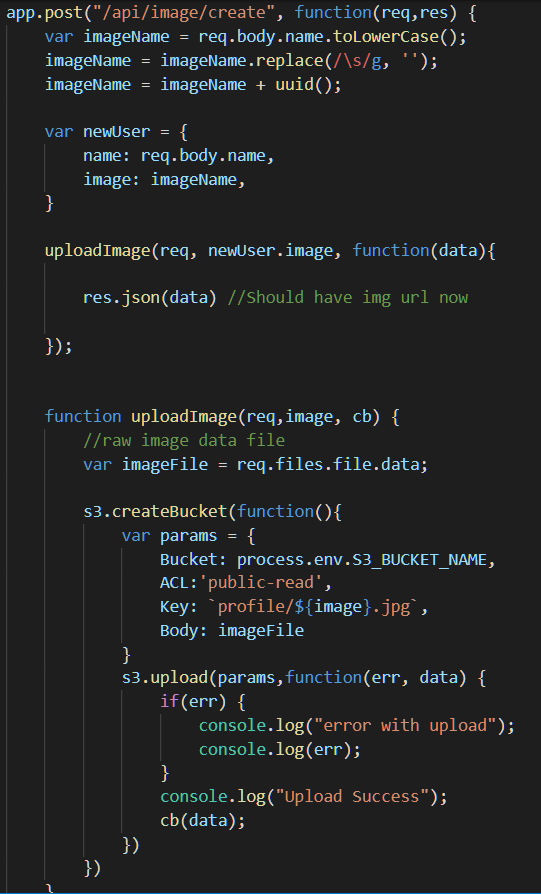 app.post("/api/image/create", function(req,res) {
var imageName = req.body.name.toLowerCase();
imageName = imageName.replace(/\s/g, '');
imageName = imageName + uuid();
var newUser = {
name: req.body.name,
image: imageName,
}
uploadImage(req, newUser.image, function(data){
res.json(data) //Should have img url now
});
function uploadImage(req,image, cb) {
//raw image data file
var imageFile = req.files.file.data;
s3.createBucket(function(){
var params = {
Bucket: process.env.S3_BUCKET_NAME,
ACL:'public-read',
Key: `profile/${image}.jpg`,
Body: imageFile
}
s3.upload(params,function(err, data) {
if(err) {
console.log("error with upload");
console.log(err);
}
console.log("Upload Success");
cb(data);
})
})
}